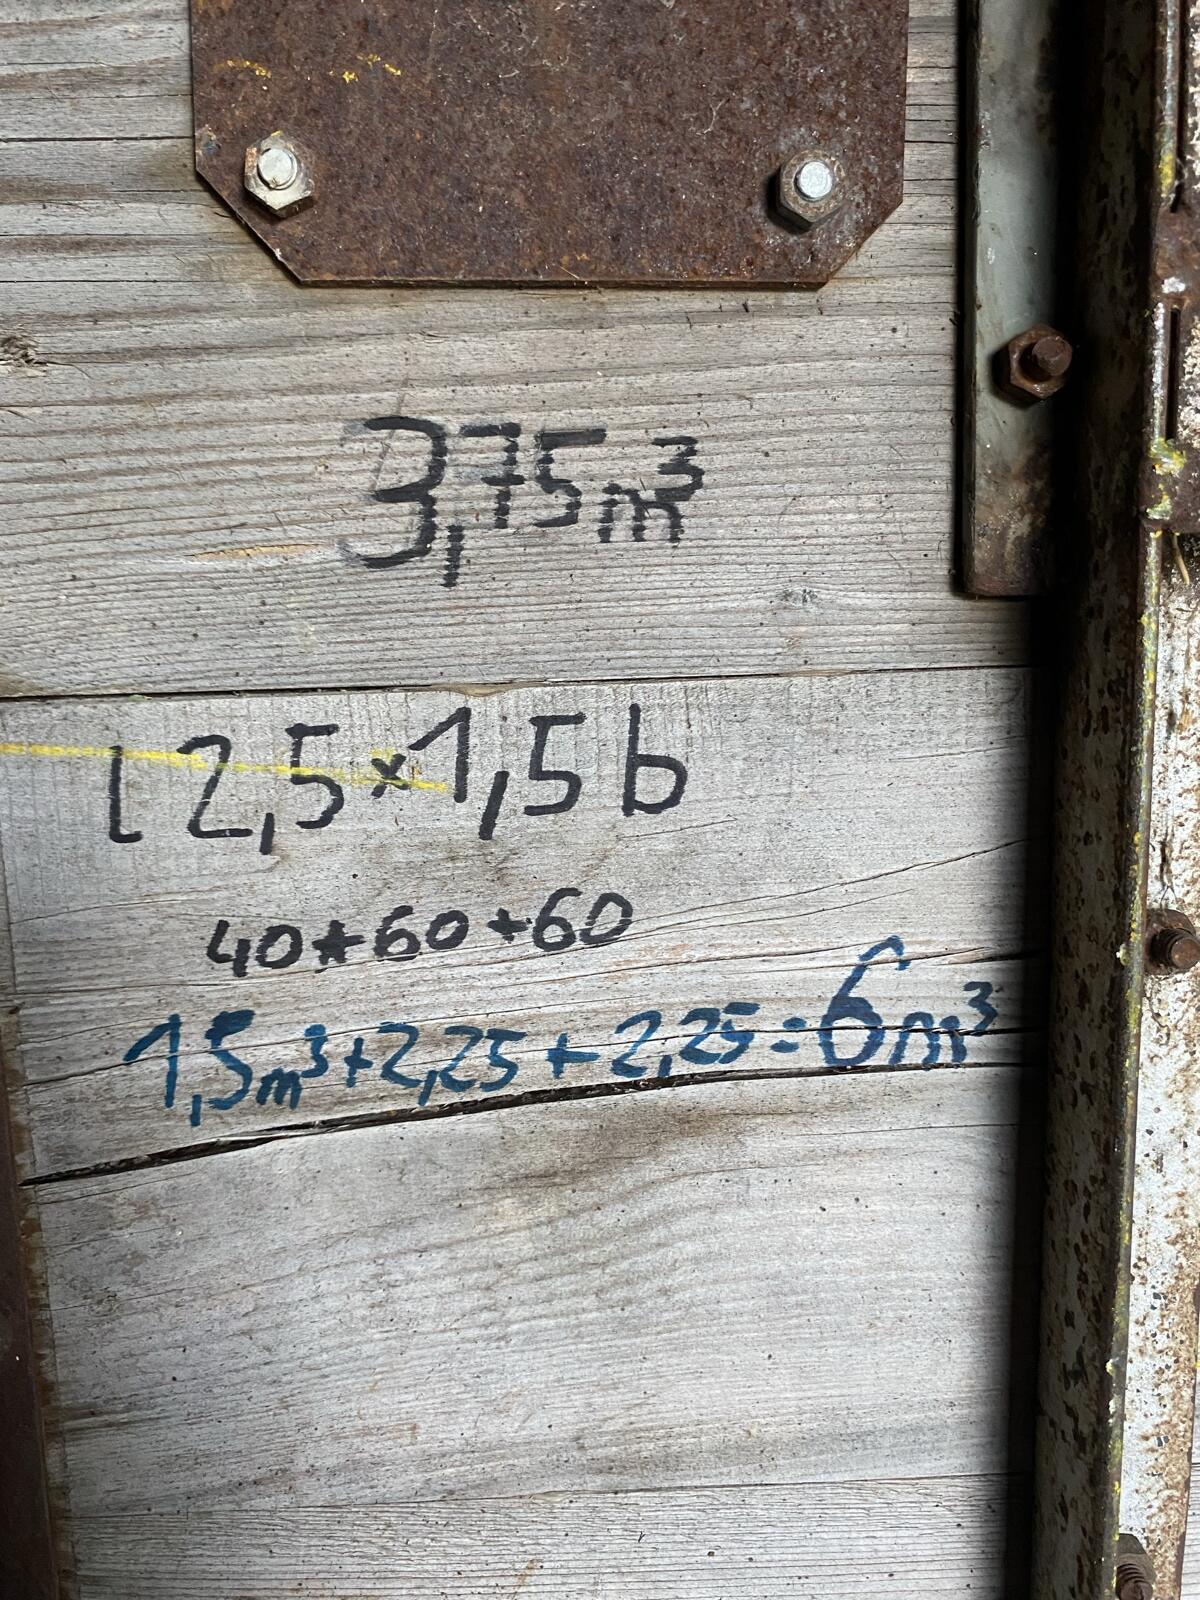 3,75m³
l 2,5×1,5 b
40+60+60
1,5m³+2,25+2,25=6m³